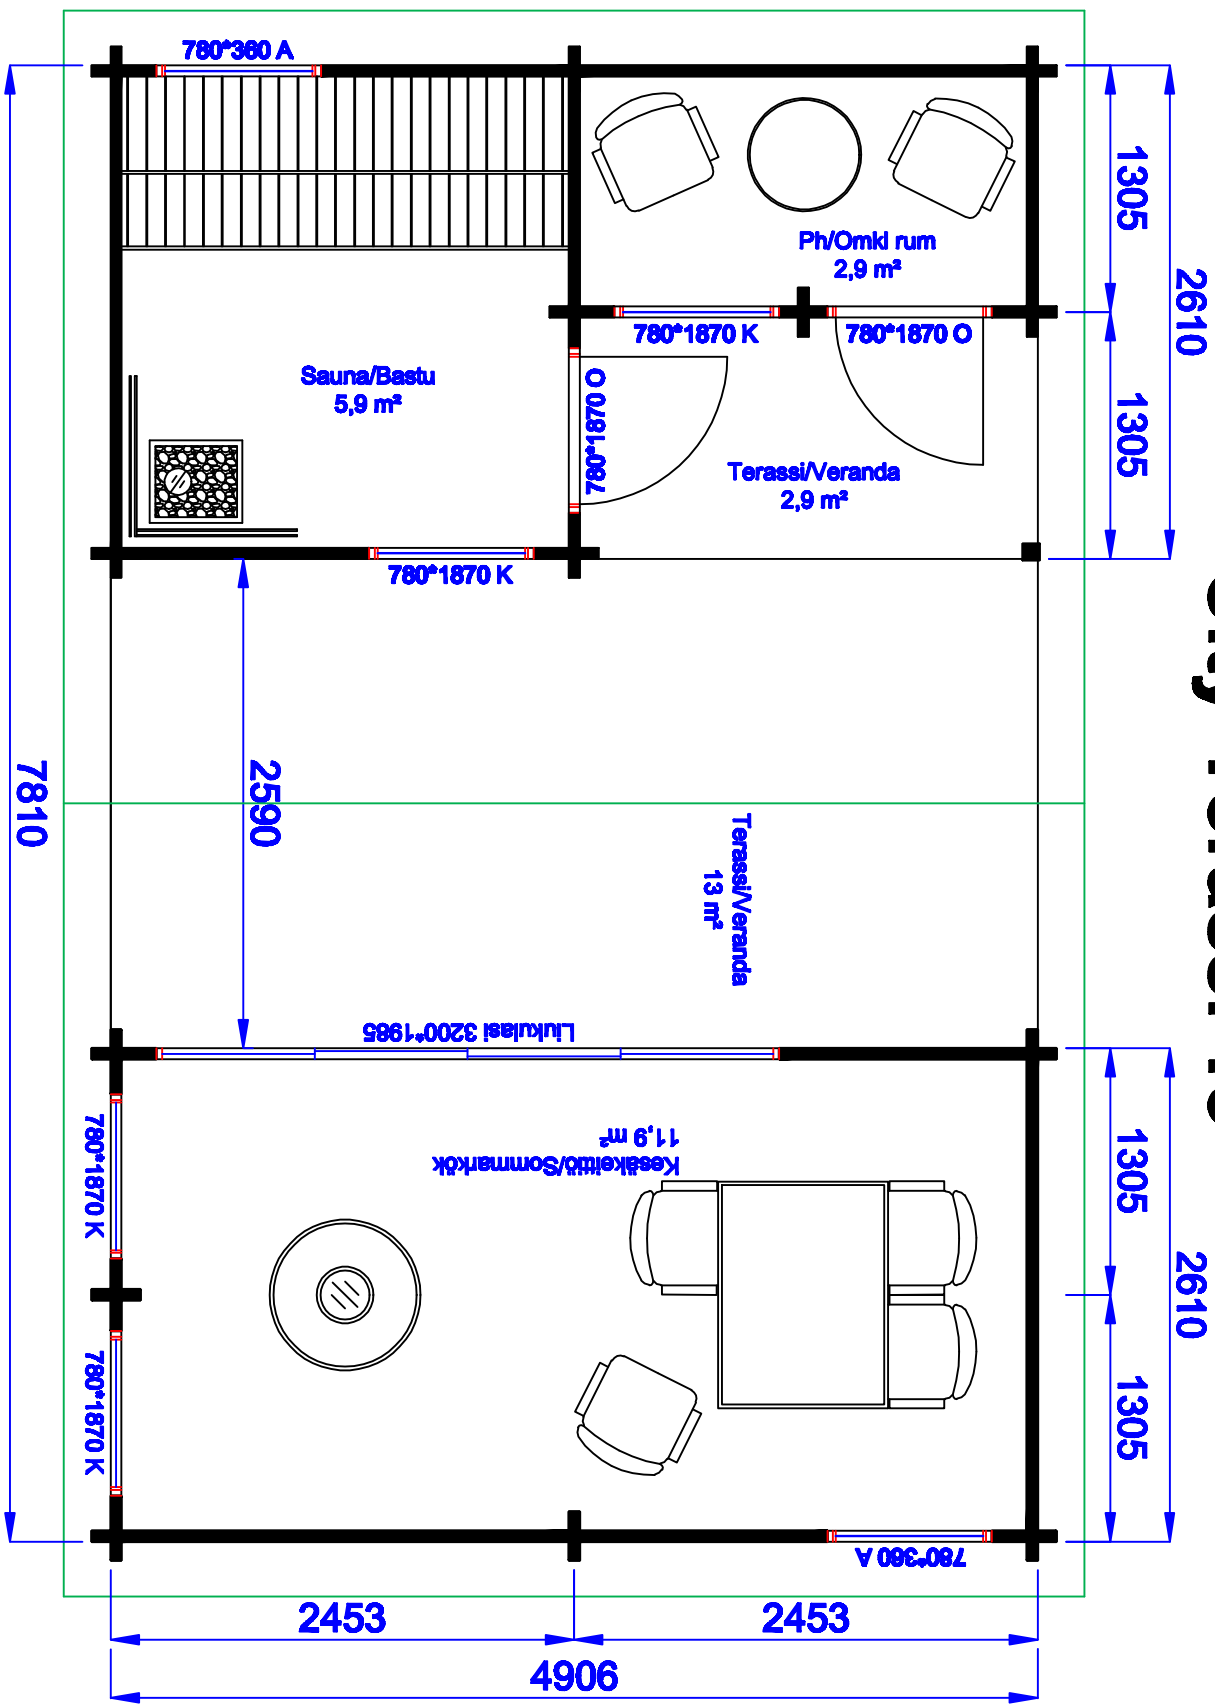 780*360 A
1305
2610
Ph/Omkl rum
2,9 m²
780*1870 K
780*1870 O
Sauna/Bastu
5,9 m²
780*1870 O
1305
Terassi/Veranda
2,9 m²
780*1870 K
7810
2590
Terassi/Veranda
13 m²
Liukulasi 3200*1985
Kesäkeittiö/Sommarkök
11,9 m²
780*1870 K
1305
2610
780*1870 K
1305
780*360 A
2453
2453
4906